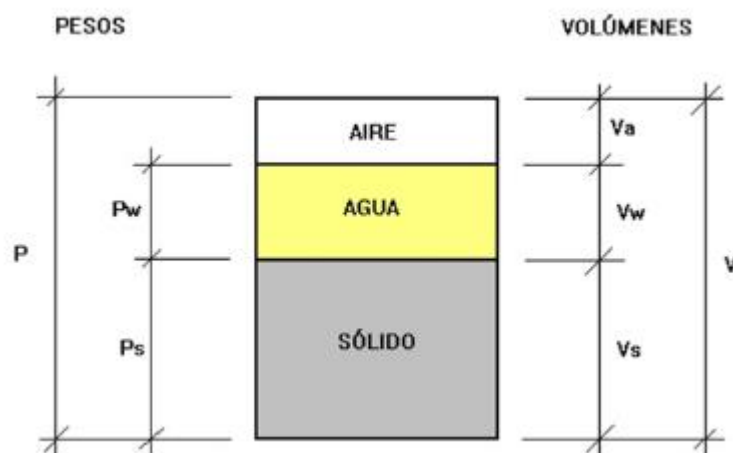 PESOS
VOLÚMENES
AIRE
Va
Pw
AGUA
Vw
P
V
Ps
SÓLIDO
Vs